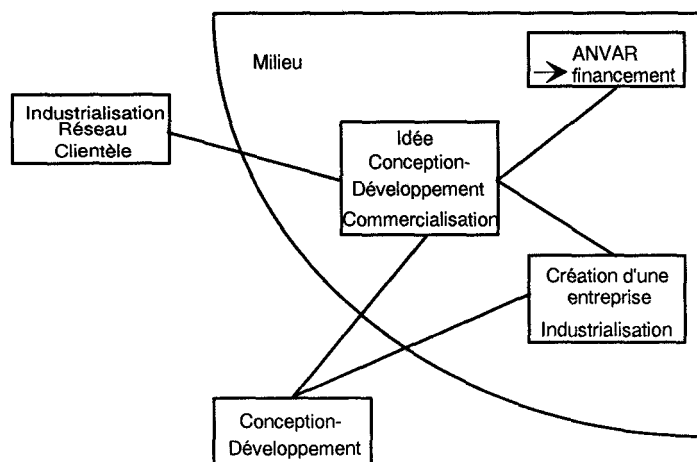 Milieu
ANVAR
financement
Industrialisation
Réseau
Clientèle
Idée
Conception-
Développement
Commercialisation
Création d'une
entreprise
Industrialisation
Conception-
Développement